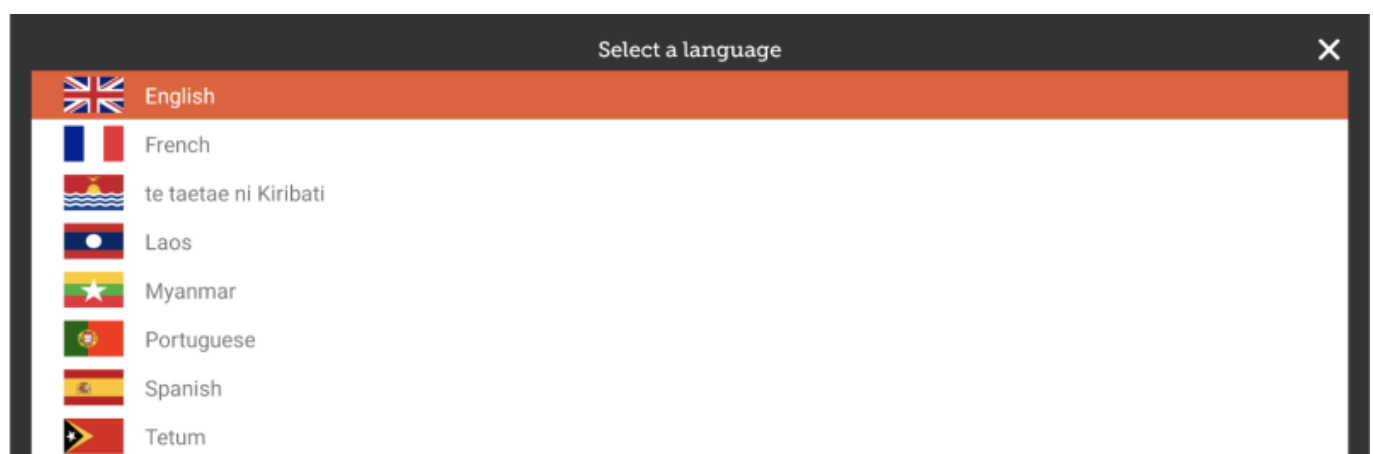 Select a language
English
French
te taetae ni Kiribati
Laos
Myanmar
Portuguese
Spanish
Tetum